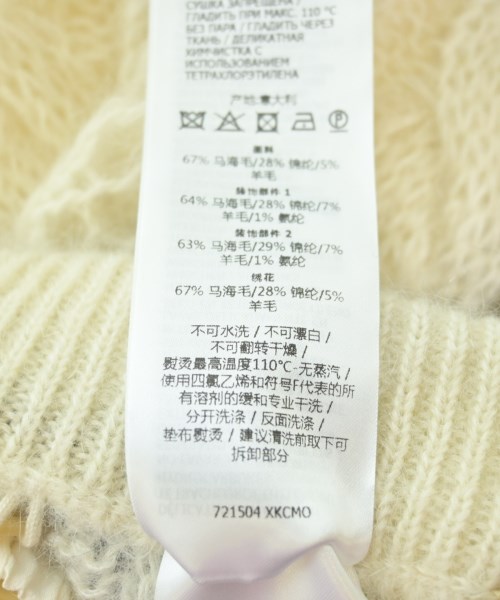 СУШКА ЗАПРЕЩЕНА /
ГЛАДИТЬ ПРИ МАКС. 110 °C
БЕЗ ПАРА / ГЛАДИТЬ ЧЕРЕЗ
ТКАНЬ / ДЕЛИКАТНАЯ
ХИМЧИСТКА С
ИСПОЛЬЗОВАНИЕМ
ТЕТРАХЛОРЭТИЛЕНА
产地:意大利
面料
67% 马海毛/28% 锦纶/5%
羊毛
装饰部件 1
64% 马海毛/28% 锦纶/7%
羊毛/1% 氨纶
装饰部件 2
63% 马海毛/29% 锦纶/7%
羊毛/1% 氨纶
绣花
67% 马海毛/28% 锦纶/5%
羊毛
不可水洗 / 不可漂白 /
不可翻转干燥 /
熨烫最高温度110℃-无蒸汽 /
使用四氯乙烯和符号F代表的所
有溶剂的缓和专业干洗 /
分开洗涤 / 反面洗涤 /
垫布熨烫 / 建议清洗前取下可
拆卸部分
721504 XKCMO